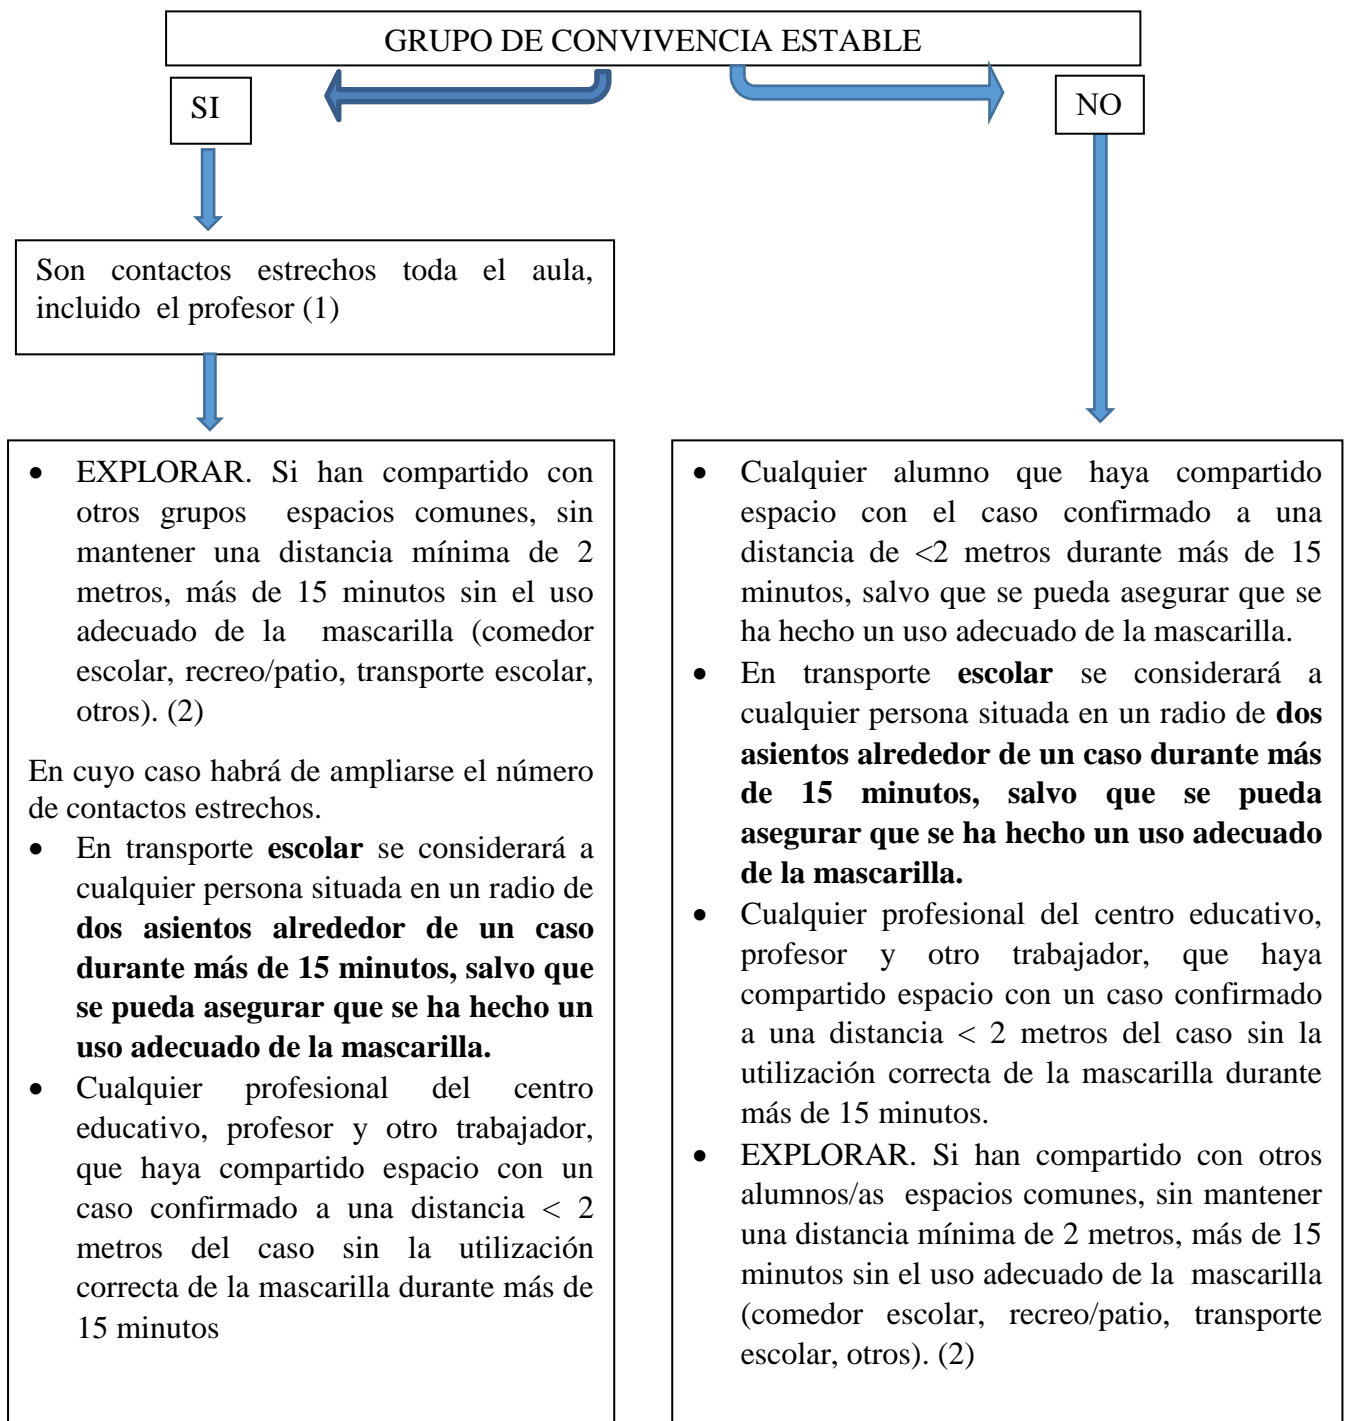 GRUPO DE CONVIVENCIA ESTABLE
SI
NO
Son contactos estrechos toda el aula,
incluido el profesor (1)
• EXPLORAR. Si han compartido con
otros grupos espacios comunes, sin
mantener una distancia mínima de 2
metros, más de 15 minutos sin el uso
adecuado de la mascarilla (comedor
escolar, recreo/patio, transporte escolar,
otros). (2)
En cuyo caso habrá de ampliarse el número
de contactos estrechos.
• En transporte escolar se considerará a
cualquier persona situada en un radio de
dos asientos alrededor de un caso
durante más de 15 minutos, salvo que
se pueda asegurar que se ha hecho un
uso adecuado de la mascarilla.
• Cualquier profesional del centro
educativo, profesor y otro trabajador,
que haya compartido espacio con un
caso confirmado a una distancia < 2
metros del caso sin la utilización
correcta de la mascarilla durante más de
15 minutos
• Cualquier alumno que haya compartido
espacio con el caso confirmado a una
distancia de <2 metros durante más de 15
minutos, salvo que se pueda asegurar que se
ha hecho un uso adecuado de la mascarilla.
• En transporte escolar se considerará a
cualquier persona situada en un radio de dos
asientos alrededor de un caso durante más
de 15 minutos, salvo que se pueda
asegurar que se ha hecho un uso adecuado
de la mascarilla.
• Cualquier profesional del centro educativo,
profesor y otro trabajador, que haya
compartido espacio con un caso confirmado
a una distancia < 2 metros del caso sin la
utilización correcta de la mascarilla durante
más de 15 minutos.
• EXPLORAR. Si han compartido con otros
alumnos/as espacios comunes, sin mantener
una distancia mínima de 2 metros, más de 15
minutos sin el uso adecuado de la mascarilla
(comedor escolar, recreo/patio, transporte
escolar, otros). (2)